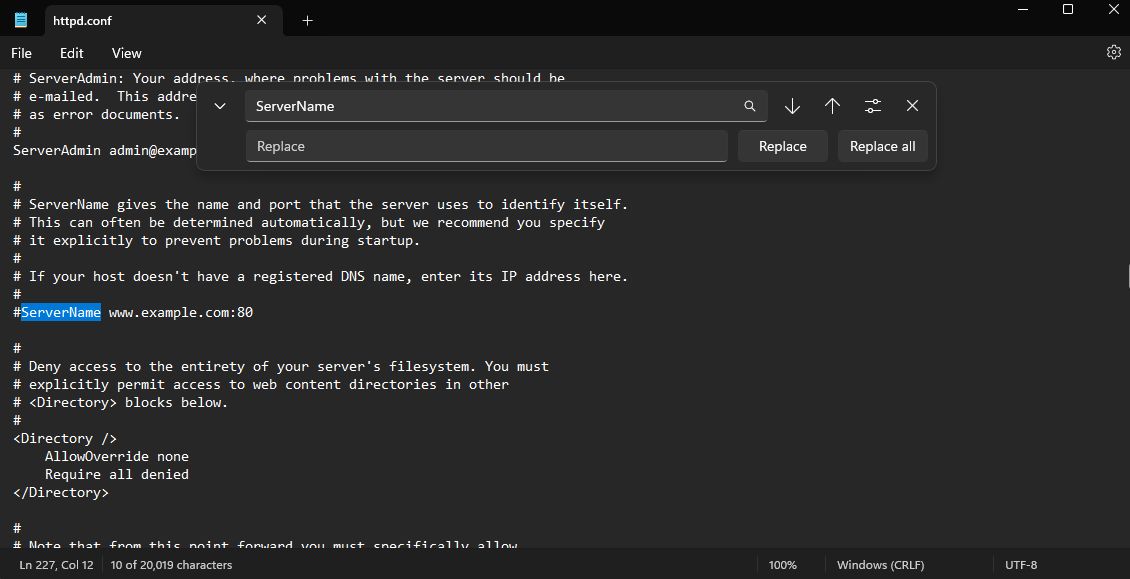 httpd.conf
File Edit View
# ServerAdmin: Your address, where problems with the server should be
# e-mailed.  This addre
# as error documents.
#
ServerAdmin admin@examp
ServerName
Replace Replace Replace all
#
# ServerName gives the name and port that the server uses to identify itself.
# This can often be determined automatically, but we recommend you specify
# it explicitly to prevent problems during startup.
#
# If your host doesn't have a registered DNS name, enter its IP address here.
#
#ServerName www.example.com:80
#
# Deny access to the entirety of your server's filesystem. You must
# explicitly permit access to web content directories in other
# <Directory> blocks below.
#
<Directory />
    AllowOverride none
    Require all denied
</Directory>
#
# Note that from this point forward you must specifically allow
Ln 227, Col 12 10 of 20,019 characters 100% Windows (CRLF) UTF-8